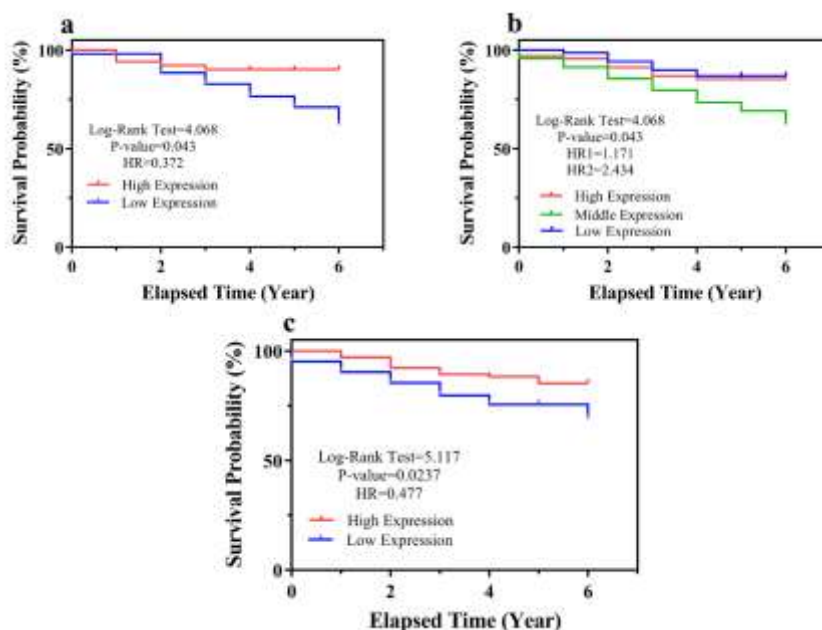 a
Survival Probability (%)
100
50
0
Log-Rank Test=4.068
P-value=0.043
HR=0.372
High Expression
Low Expression
0 2 4 6
Elapsed Time (Year)
b
Survival Probability (%)
100
50
0
Log-Rank Test=4.068
P-value=0.043
HR1=1.171
HR2=2.434
High Expression
Middle Expression
Low Expression
0 2 4 6
Elapsed Time (Year)
c
Survival Probability (%)
100
50
0
Log-Rank Test=5.117
P-value=0.0237
HR=0.477
High Expression
Low Expression
0 2 4 6
Elapsed Time (Year)